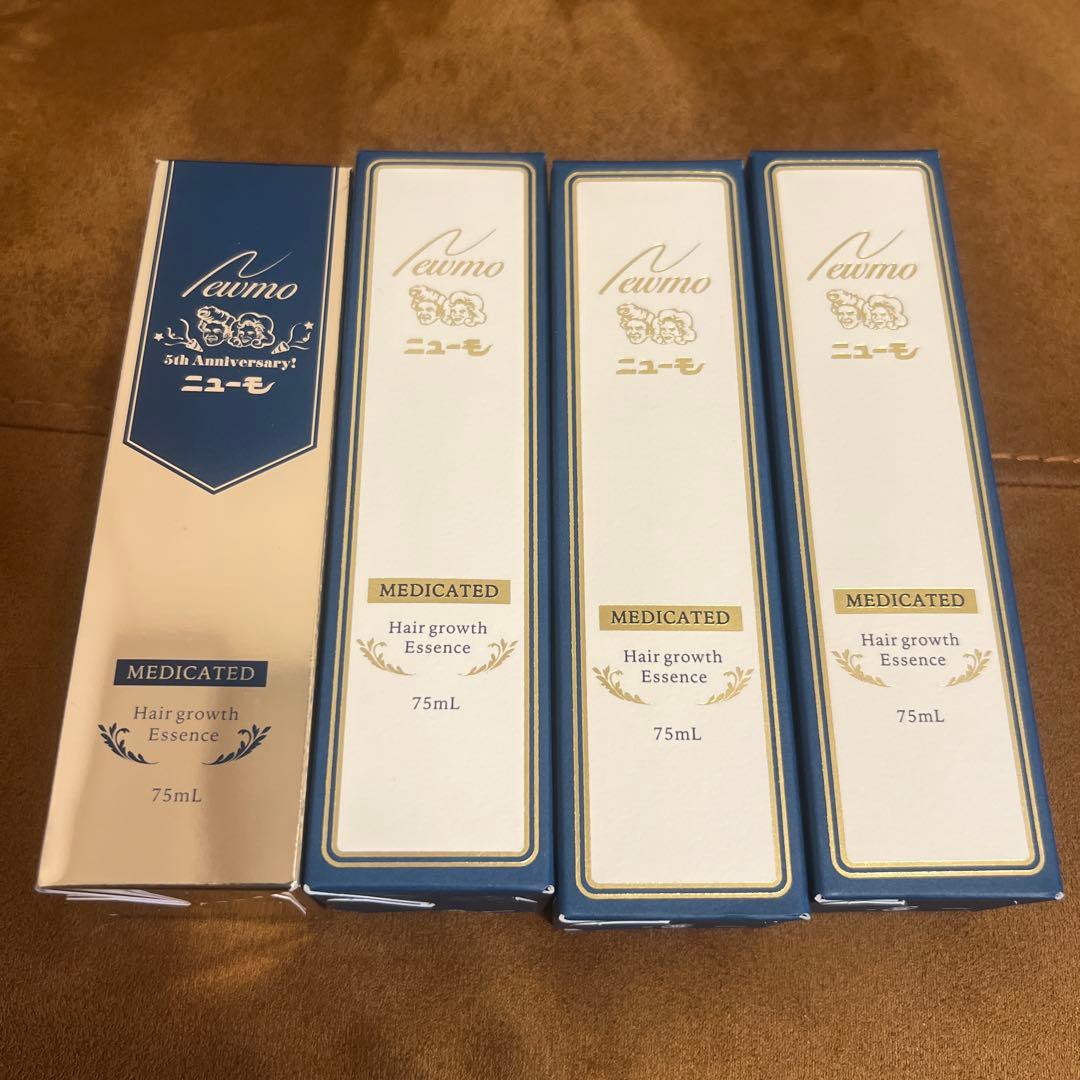 Newmo
5th Anniversary!
ニューモ
MEDICATED
Hair growth
Essence
75mL
Newmo
ニューモ
MEDICATED
Hair growth
Essence
75mL
Newmo
ニューモ
MEDICATED
Hair growth
Essence
75mL
Newmo
ニューモ
MEDICATED
Hair growth
Essence
75mL